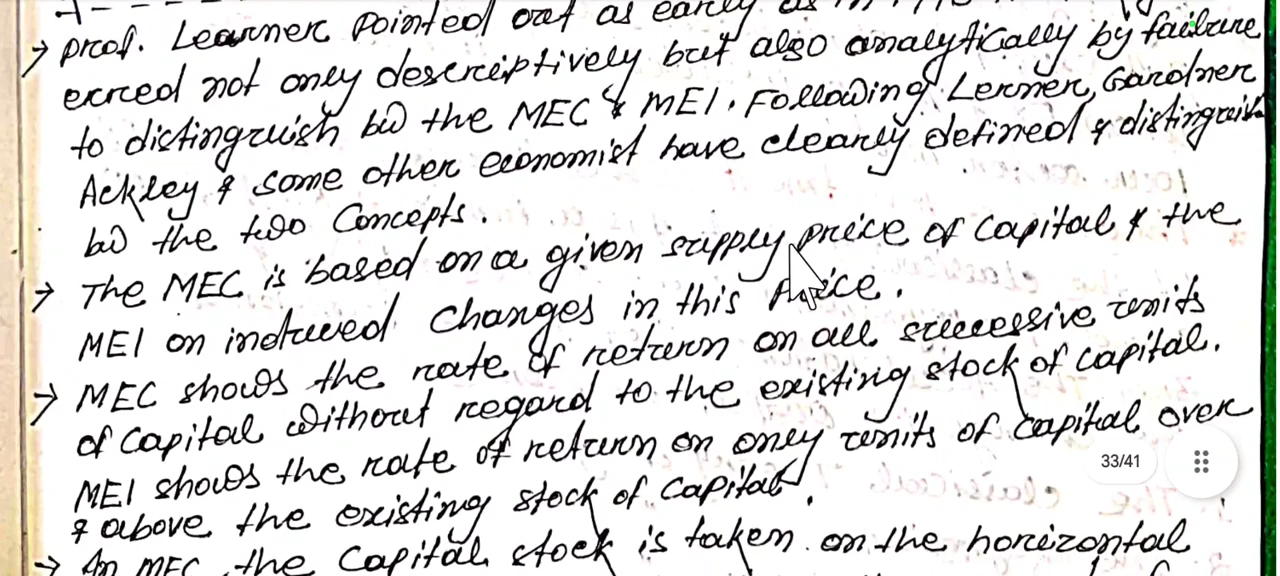 → prof. Learner pointed out as early as in
erred not only descriptively but also analytically by failure
to distinguish b/w the MEC & MEI. Following Lerner, Gardner
Ackley & some other economist have clearly defined & distinguish
b/w the two Concepts.
→ The MEC is based on a given supply price of capital & the
MEI on induced changes in this Price.
→ MEC shows the rate of return on all successive units
of capital without regard to the existing stock of capital.
MEI shows the rate of return on only units of capital over
& above the existing stock of capital.
→ In MEC, the capital stock is taken on the horizontal
33/41